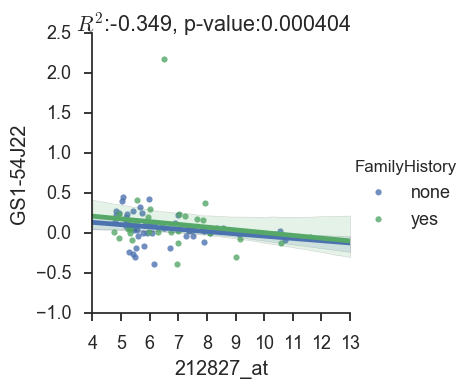 R²:-0.349, p-value:0.000404
2.5
2.0
1.5
1.0
0.5
0.0
−0.5
−1.0
GS1-54J22
4 5 6 7 8 9 10 11 12 13
212827_at
FamilyHistory
none
yes